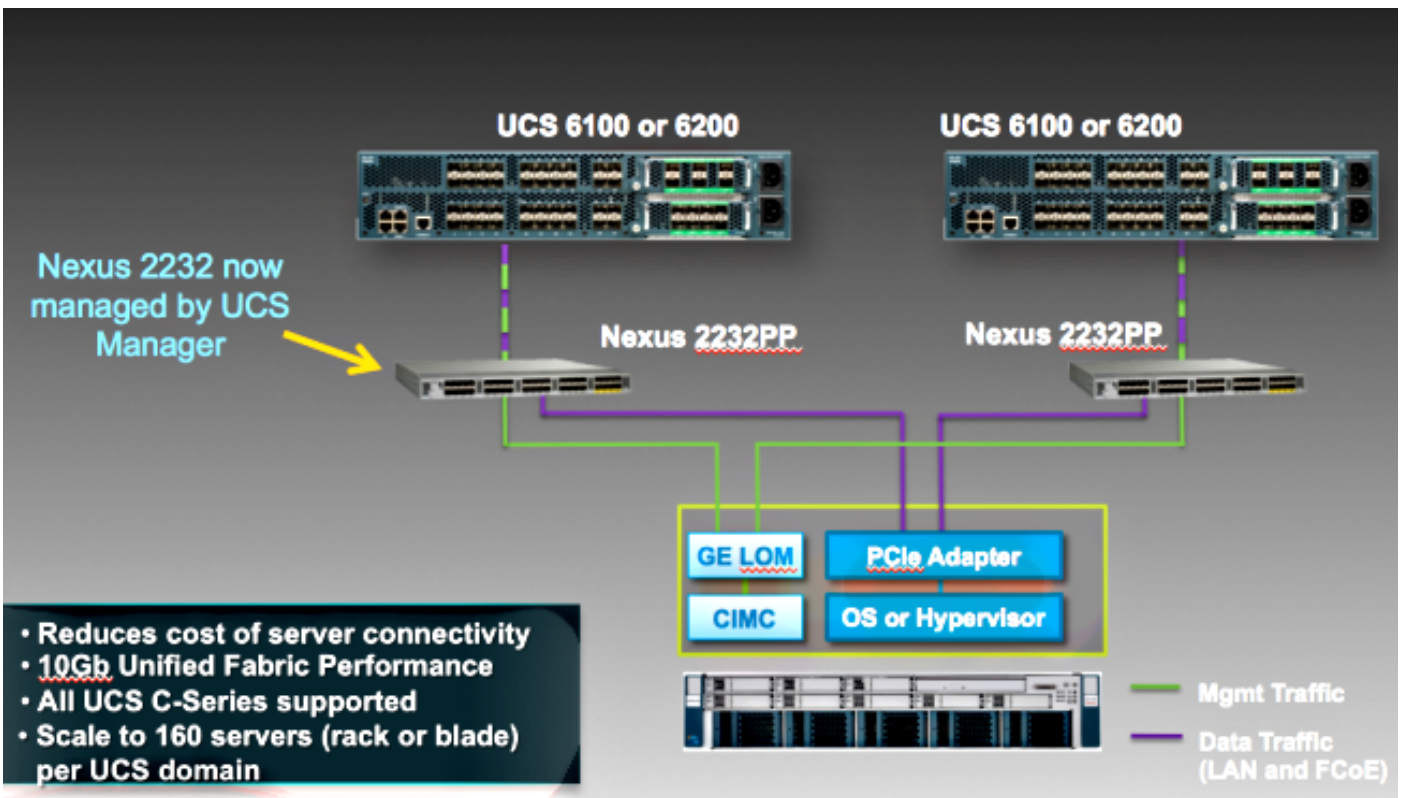 UCS 6100 or 6200
UCS 6100 or 6200
Nexus 2232 now
managed by UCS
Manager
Nexus 2232PP
Nexus 2232PP
GE LOM
PCIe Adapter
CIMC
OS or Hypervisor
• Reduces cost of server connectivity
• 10Gb Unified Fabric Performance
• All UCS C-Series supported
• Scale to 160 servers (rack or blade)
per UCS domain
Mgmt Traffic
Data Traffic
(LAN and FCoE)